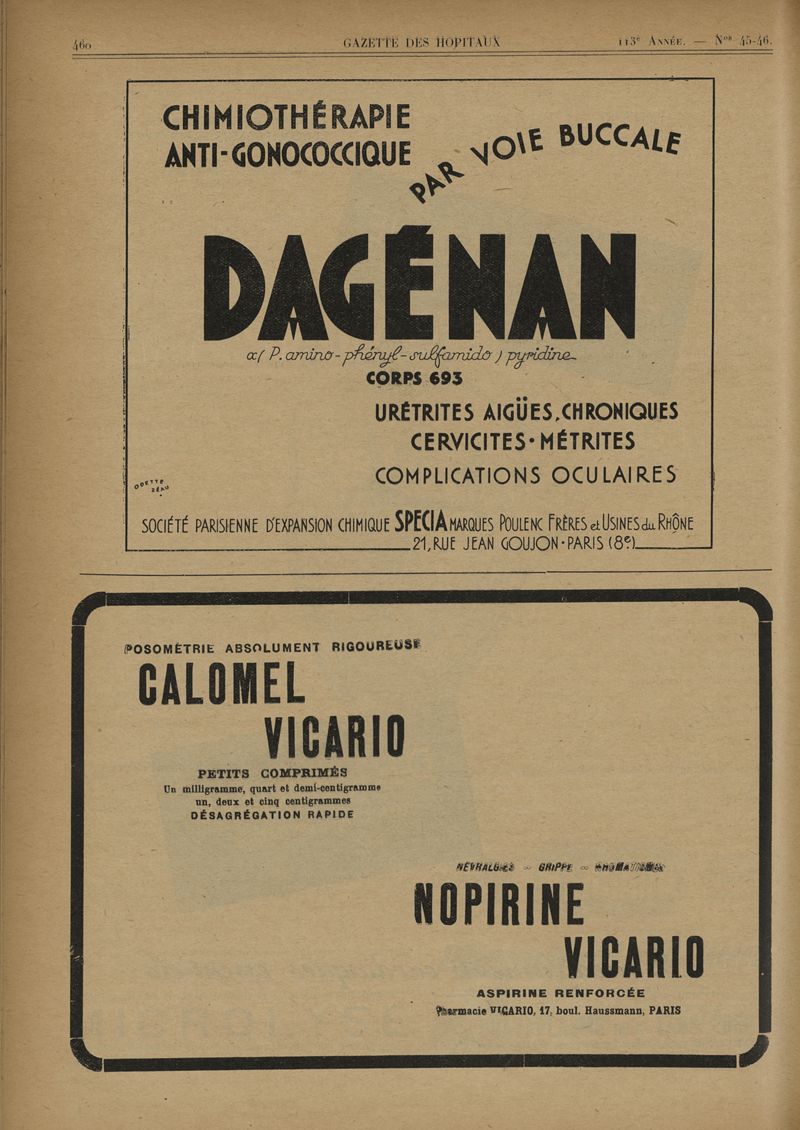 460 GAZETTE DES HOPITAUX 113e ANNÉE. — Nos 45-46.
CHIMIOTHÉRAPIE
ANTI-GONOCOCCIQUE
PAR VOIE BUCCALE
DAGÉNAN
α( P. amino-phényl-sulfamido ) pyridine
CORPS 693
URÉTRITES AIGÜES, CHRONIQUES
CERVICITES • MÉTRITES
COMPLICATIONS OCULAIRES
ODETTE
ZÉAU
SOCIÉTÉ PARISIENNE D'EXPANSION CHIMIQUE SPECIA MARQUES POULENC FRÈRES et USINES du RHÔNE
21, RUE JEAN GOUJON • PARIS (8e)
POSOMÉTRIE ABSOLUMENT RIGOUREUSE
CALOMEL
VICARIO
PETITS COMPRIMÉS
Un milligramme, quart et demi-centigramme
un, deux et cinq centigrammes
DÉSAGRÉGATION RAPIDE
NÉVRALGIES - GRIPPE -
NOPIRINE
VICARIO
ASPIRINE RENFORCÉE
Pharmacie VICARIO, 17, boul. Haussmann, PARIS